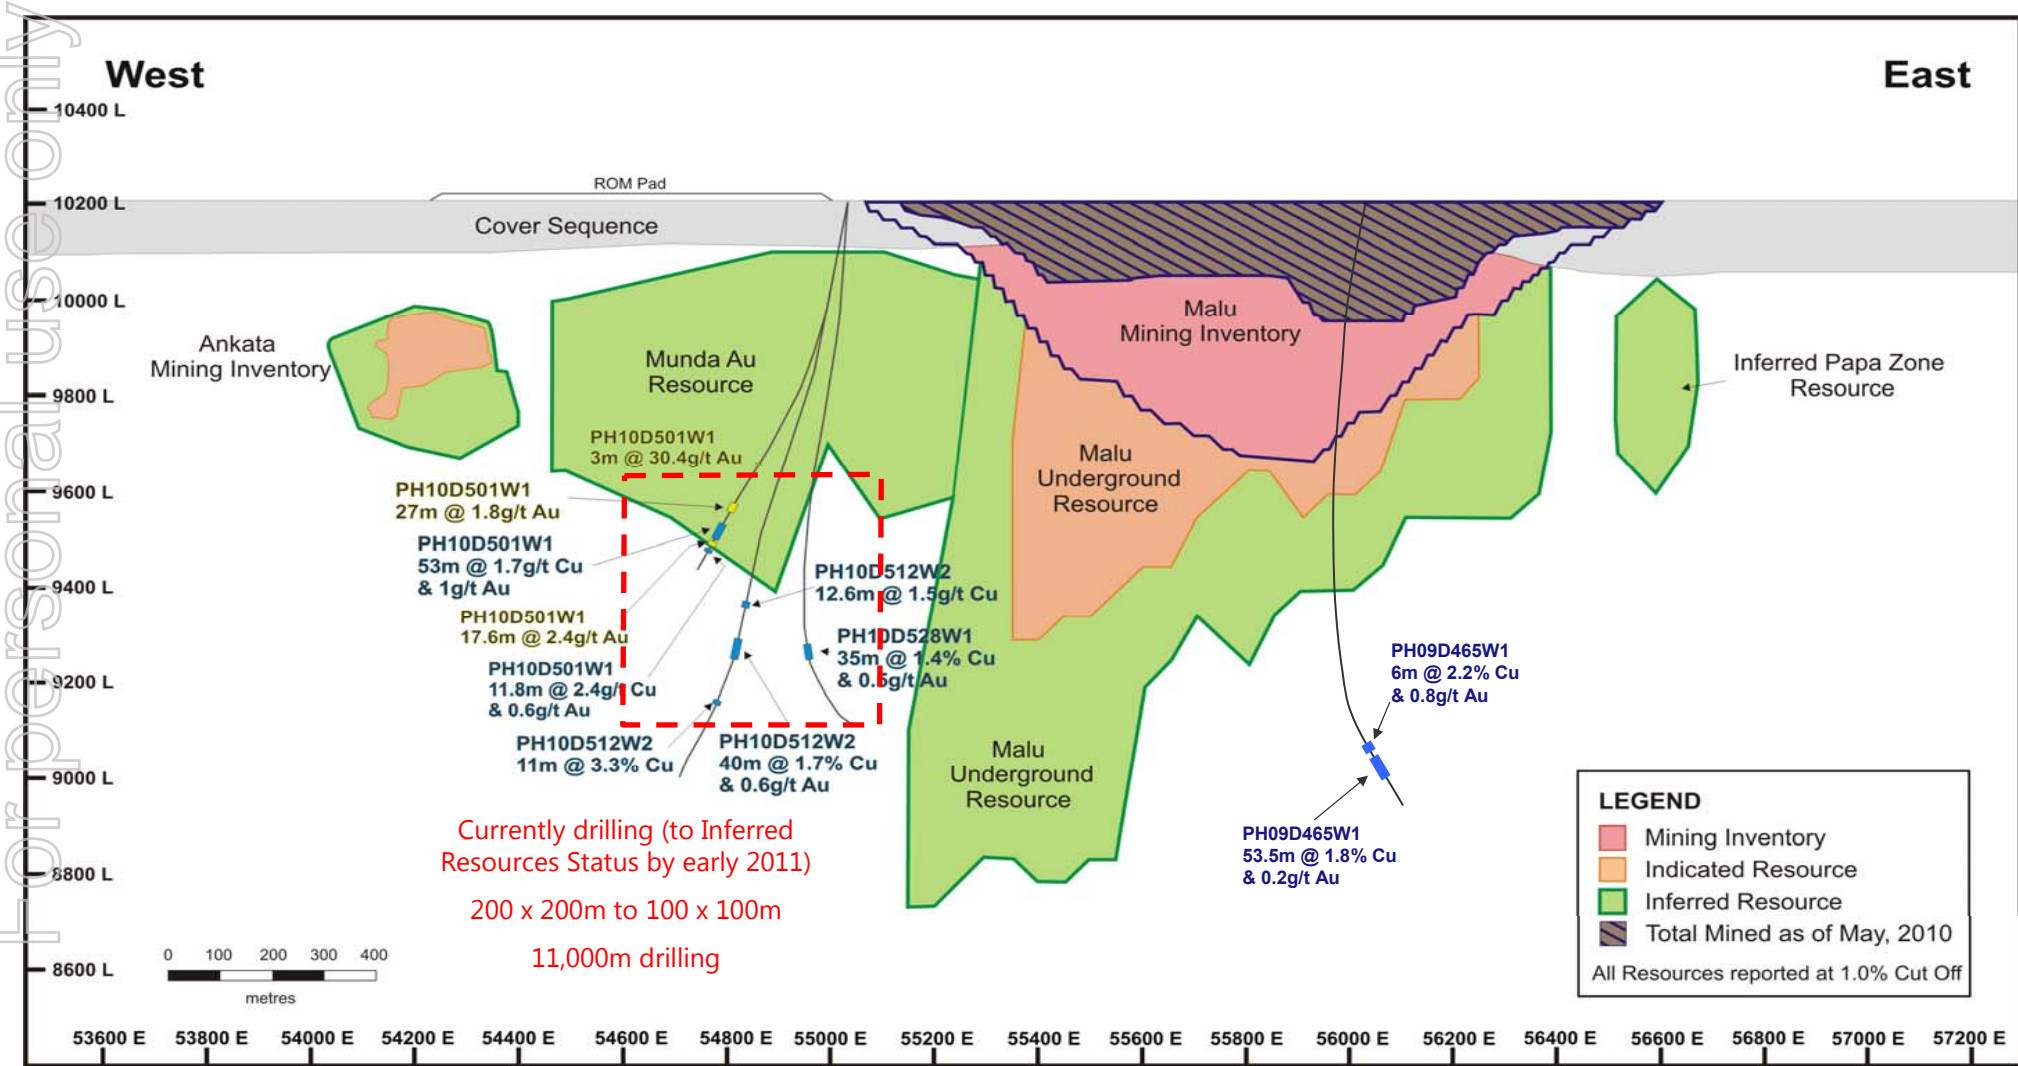 For personal use only
West
East
10400 L
10200 L
10000 L
9800 L
9600 L
9400 L
9200 L
9000 L
8800 L
8600 L
ROM Pad
Cover Sequence
Ankata
Mining Inventory
Munda Au
Resource
Malu
Mining Inventory
Inferred Papa Zone
Resource
Malu
Underground
Resource
Malu
Underground
Resource
PH10D501W1
3m @ 30.4g/t Au
PH10D501W1
27m @ 1.8g/t Au
PH10D501W1
53m @ 1.7g/t Cu
& 1g/t Au
PH10D501W1
17.6m @ 2.4g/t Au
PH10D501W1
11.8m @ 2.4g/t Cu
& 0.6g/t Au
PH10D512W2
11m @ 3.3% Cu
PH10D512W2
40m @ 1.7% Cu
& 0.6g/t Au
PH10D512W2
12.6m @ 1.5g/t Cu
PH10D528W1
35m @ 1.4% Cu
& 0.5g/t Au
PH09D465W1
6m @ 2.2% Cu
& 0.8g/t Au
PH09D465W1
53.5m @ 1.8% Cu
& 0.2g/t Au
Currently drilling (to Inferred
Resources Status by early 2011)
200 x 200m to 100 x 100m
11,000m drilling
0 100 200 300 400
metres
LEGEND
Mining Inventory
Indicated Resource
Inferred Resource
Total Mined as of May, 2010
All Resources reported at 1.0% Cut Off
53600 E 53800 E 54000 E 54200 E 54400 E 54600 E 54800 E 55000 E 55200 E 55400 E 55600 E 55800 E 56000 E 56200 E 56400 E 56600 E 56800 E 57000 E 57200 E